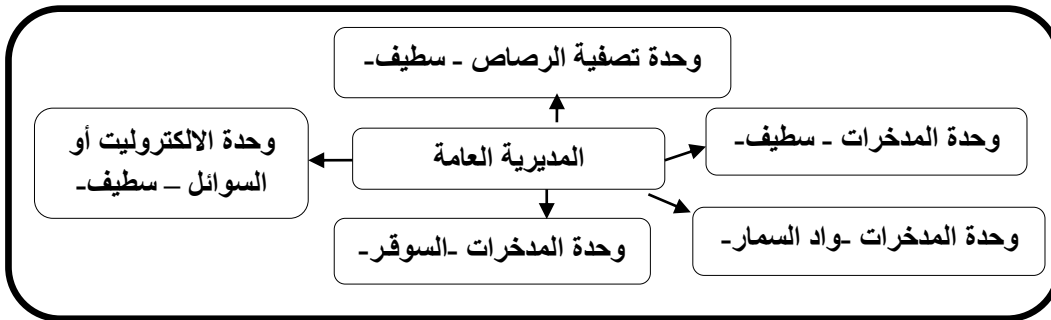 وحدة تصفية الرصاص - سطيف-
وحدة المدخرات - سطيف-
المديرية العامة
وحدة الالكتروليت أو
السوائل – سطيف-
وحدة المدخرات -واد السمار-
وحدة المدخرات -السوقر-